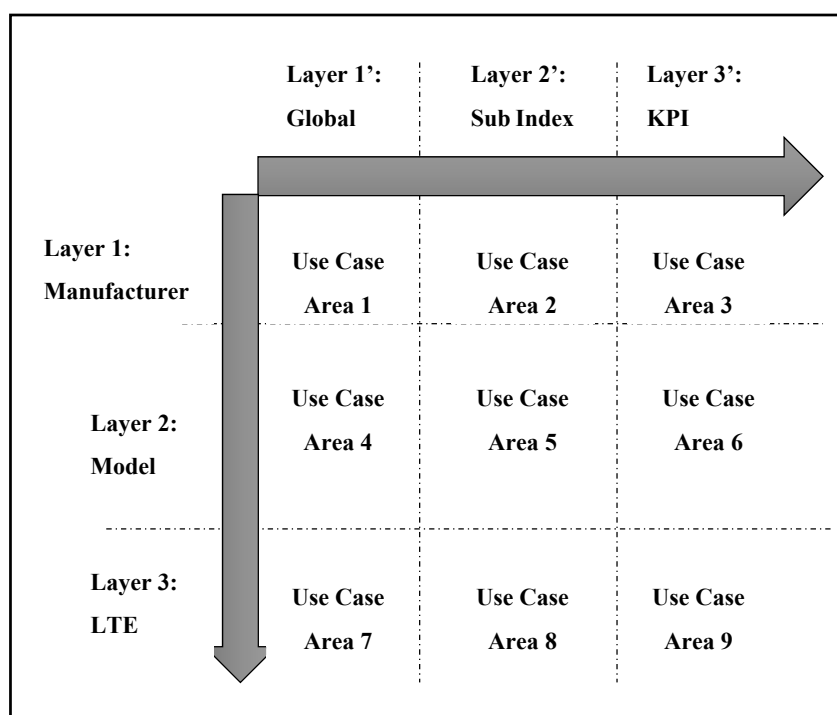 Layer 1’:
Global
Layer 2’:
Sub Index
Layer 3’:
KPI
Layer 1:
Manufacturer
Use Case
Area 1
Use Case
Area 2
Use Case
Area 3
Layer 2:
Model
Use Case
Area 4
Use Case
Area 5
Use Case
Area 6
Layer 3:
LTE
Use Case
Area 7
Use Case
Area 8
Use Case
Area 9